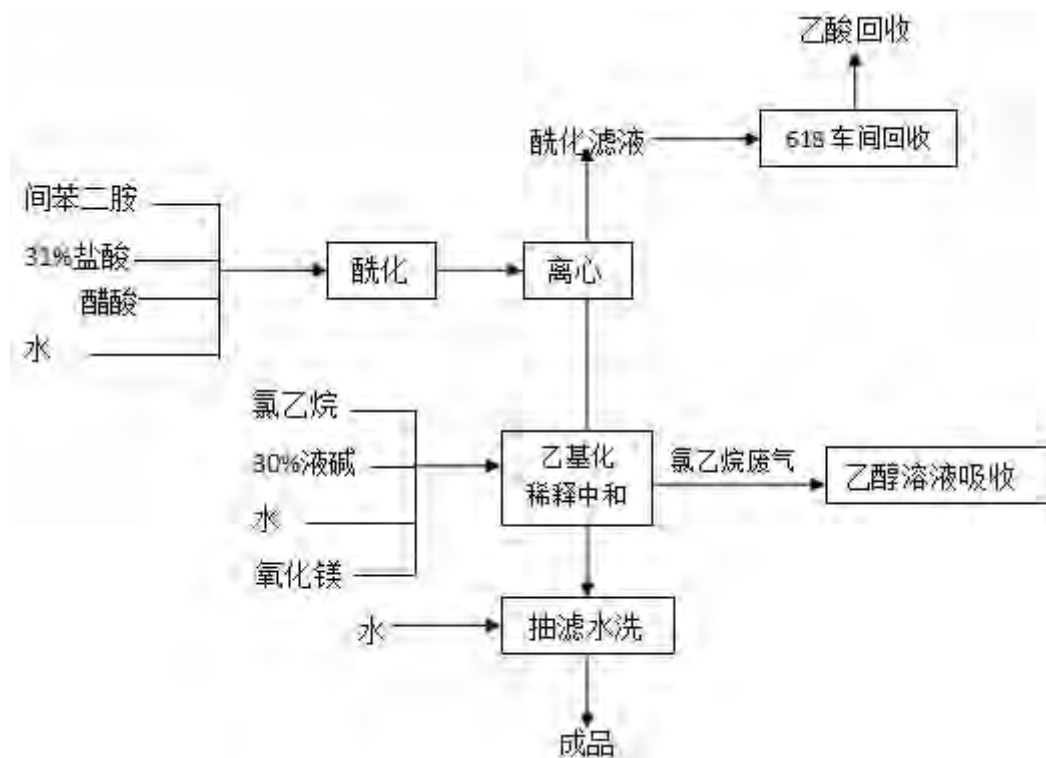 乙酸回收
酰化滤液
618 车间回收
间苯二胺
31%盐酸
醋酸
水
酰化
离心
氯乙烷
30%液碱
水
氧化镁
乙基化
稀释中和
氯乙烷废气
乙醇溶液吸收
水
抽滤水洗
成品